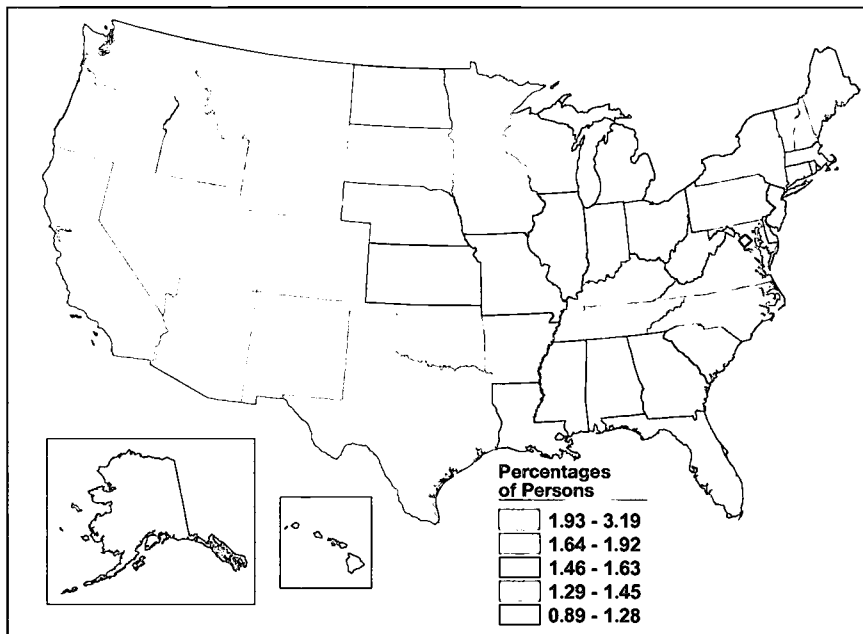 Percentages
of Persons
1.93 - 3.19
1.64 - 1.92
1.46 - 1.63
1.29 - 1.45
0.89 - 1.28